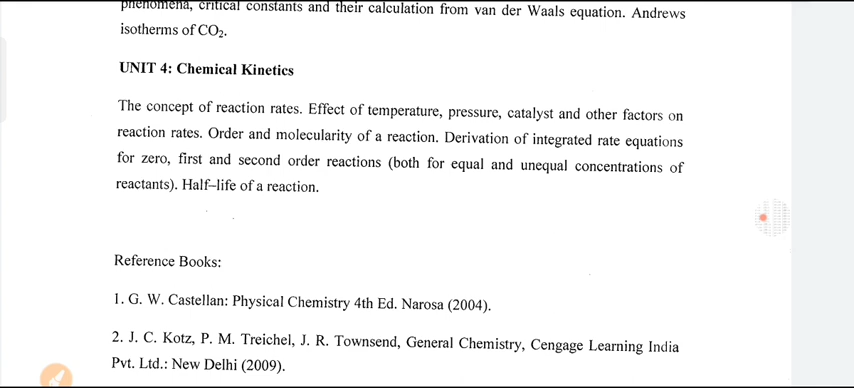 phenomena, critical constants and their calculation from van der Waals equation. Andrews
isotherms of CO₂.
UNIT 4: Chemical Kinetics
The concept of reaction rates. Effect of temperature, pressure, catalyst and other factors on
reaction rates. Order and molecularity of a reaction. Derivation of integrated rate equations
for zero, first and second order reactions (both for equal and unequal concentrations of
reactants). Half–life of a reaction.
Reference Books:
1. G. W. Castellan: Physical Chemistry 4th Ed. Narosa (2004).
2. J. C. Kotz, P. M. Treichel, J. R. Townsend, General Chemistry, Cengage Learning India
Pvt. Ltd.: New Delhi (2009).